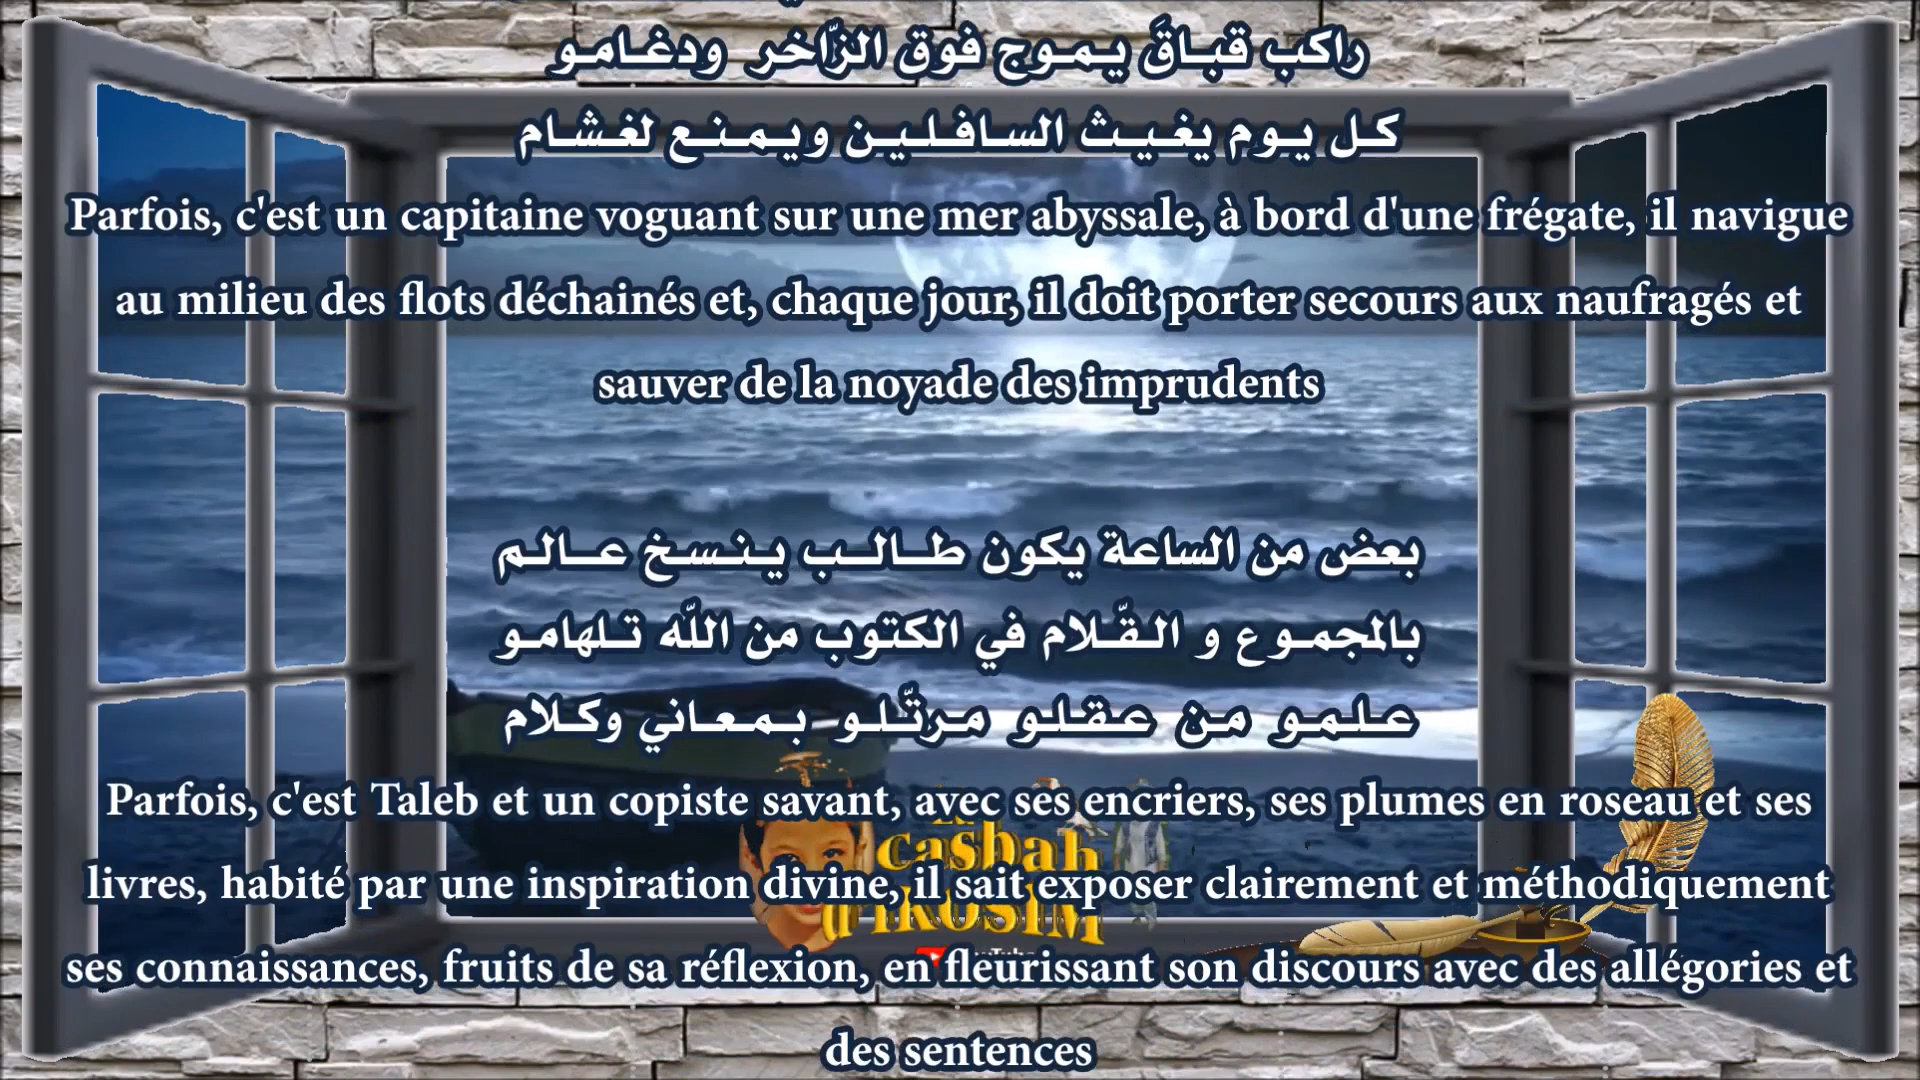 راكب قباقَ يموج فوق الزّاخر ودغامو
كل يوم يغيث السافلين ويمنع لغشام
Parfois, c'est un capitaine voguant sur une mer abyssale, à bord d'une frégate, il navigue
au milieu des flots déchainés et, chaque jour, il doit porter secours aux naufragés et
sauver de la noyade des imprudents
بعض من الساعة يكون طالب ينسخ عالم
بالمجموع و القّلام في الكتوب من اللّه تلهامو
علمو من عقلو مرتّلو بمعاني وكلام
Parfois, c'est Taleb et un copiste savant, avec ses encriers, ses plumes en roseau et ses
livres, habité par une inspiration divine, il sait exposer clairement et méthodiquement
ses connaissances, fruits de sa réflexion, en fleurissant son discours avec des allégories et
des sentences
casbah
d'IKOSIM